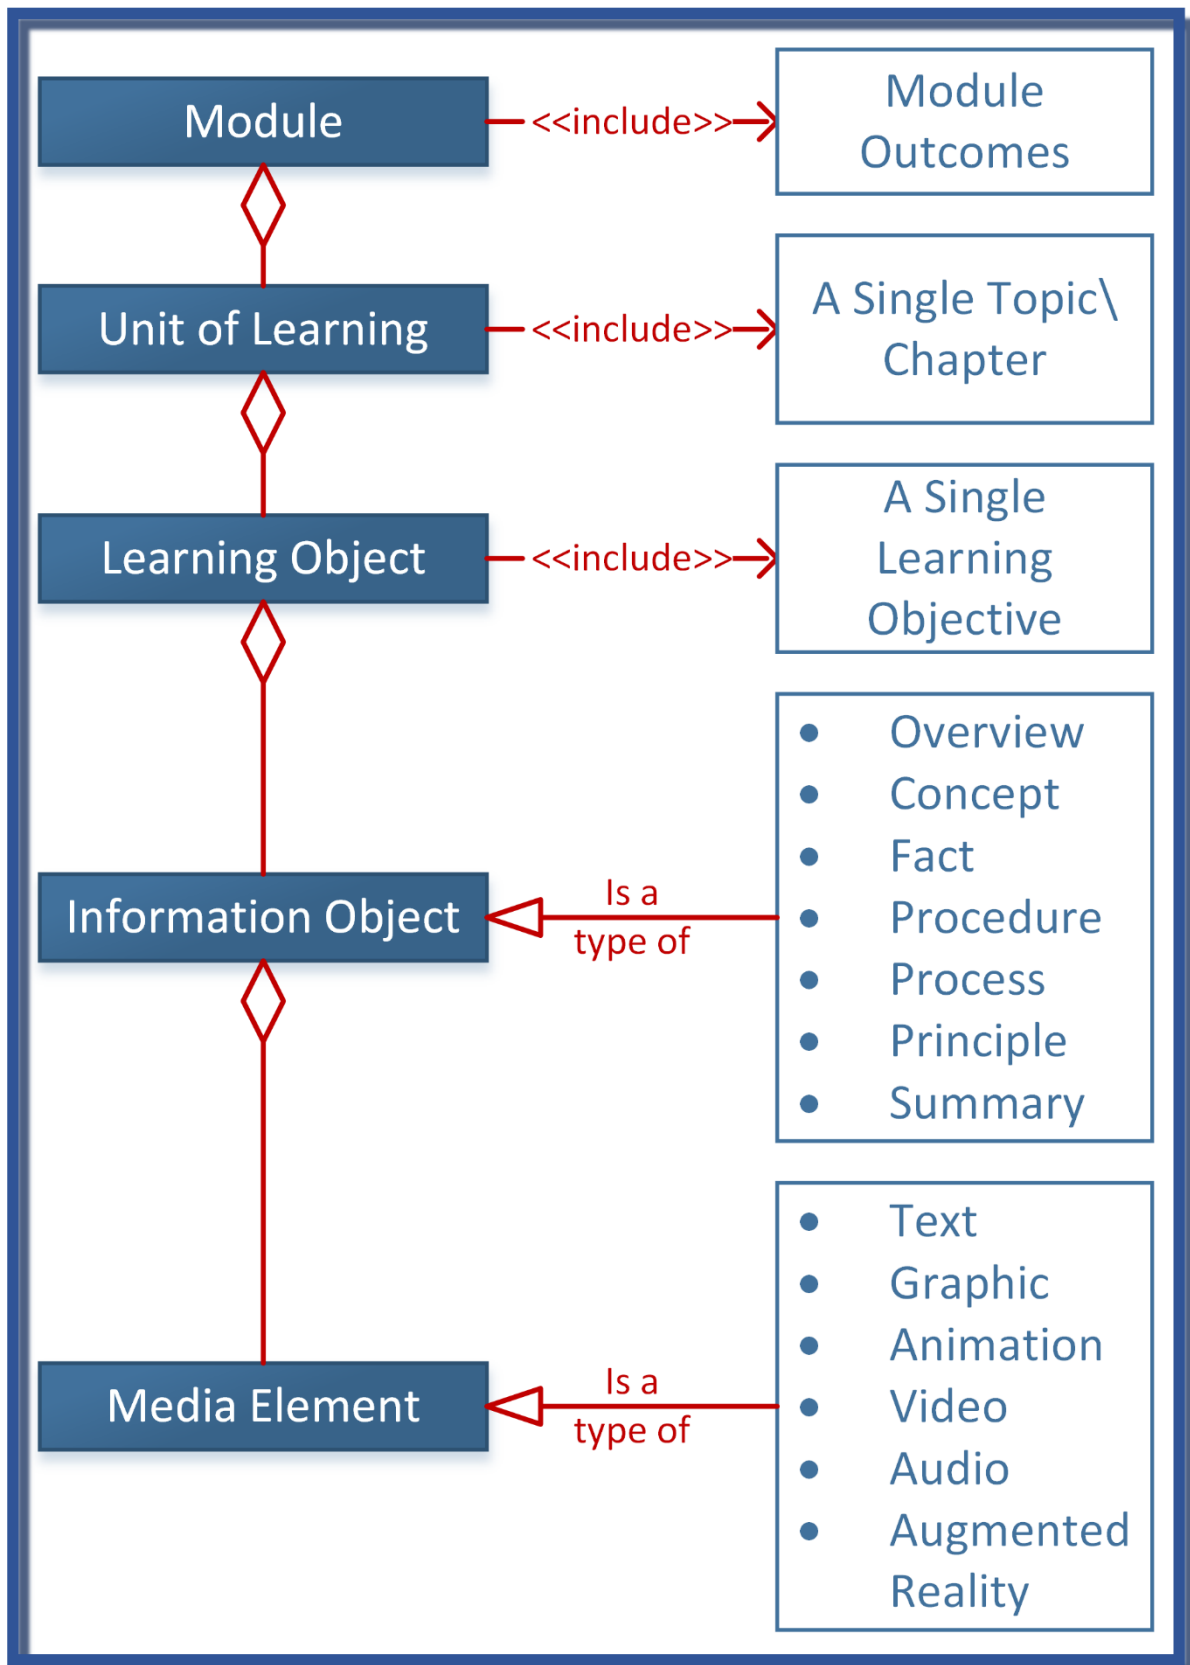 Module
<<include>>
Module
Outcomes
Unit of Learning
<<include>>
A Single Topic\
Chapter
Learning Object
<<include>>
A Single
Learning
Objective
Information Object
Is a
type of
• Overview
• Concept
• Fact
• Procedure
• Process
• Principle
• Summary
Media Element
Is a
type of
• Text
• Graphic
• Animation
• Video
• Audio
• Augmented
Reality